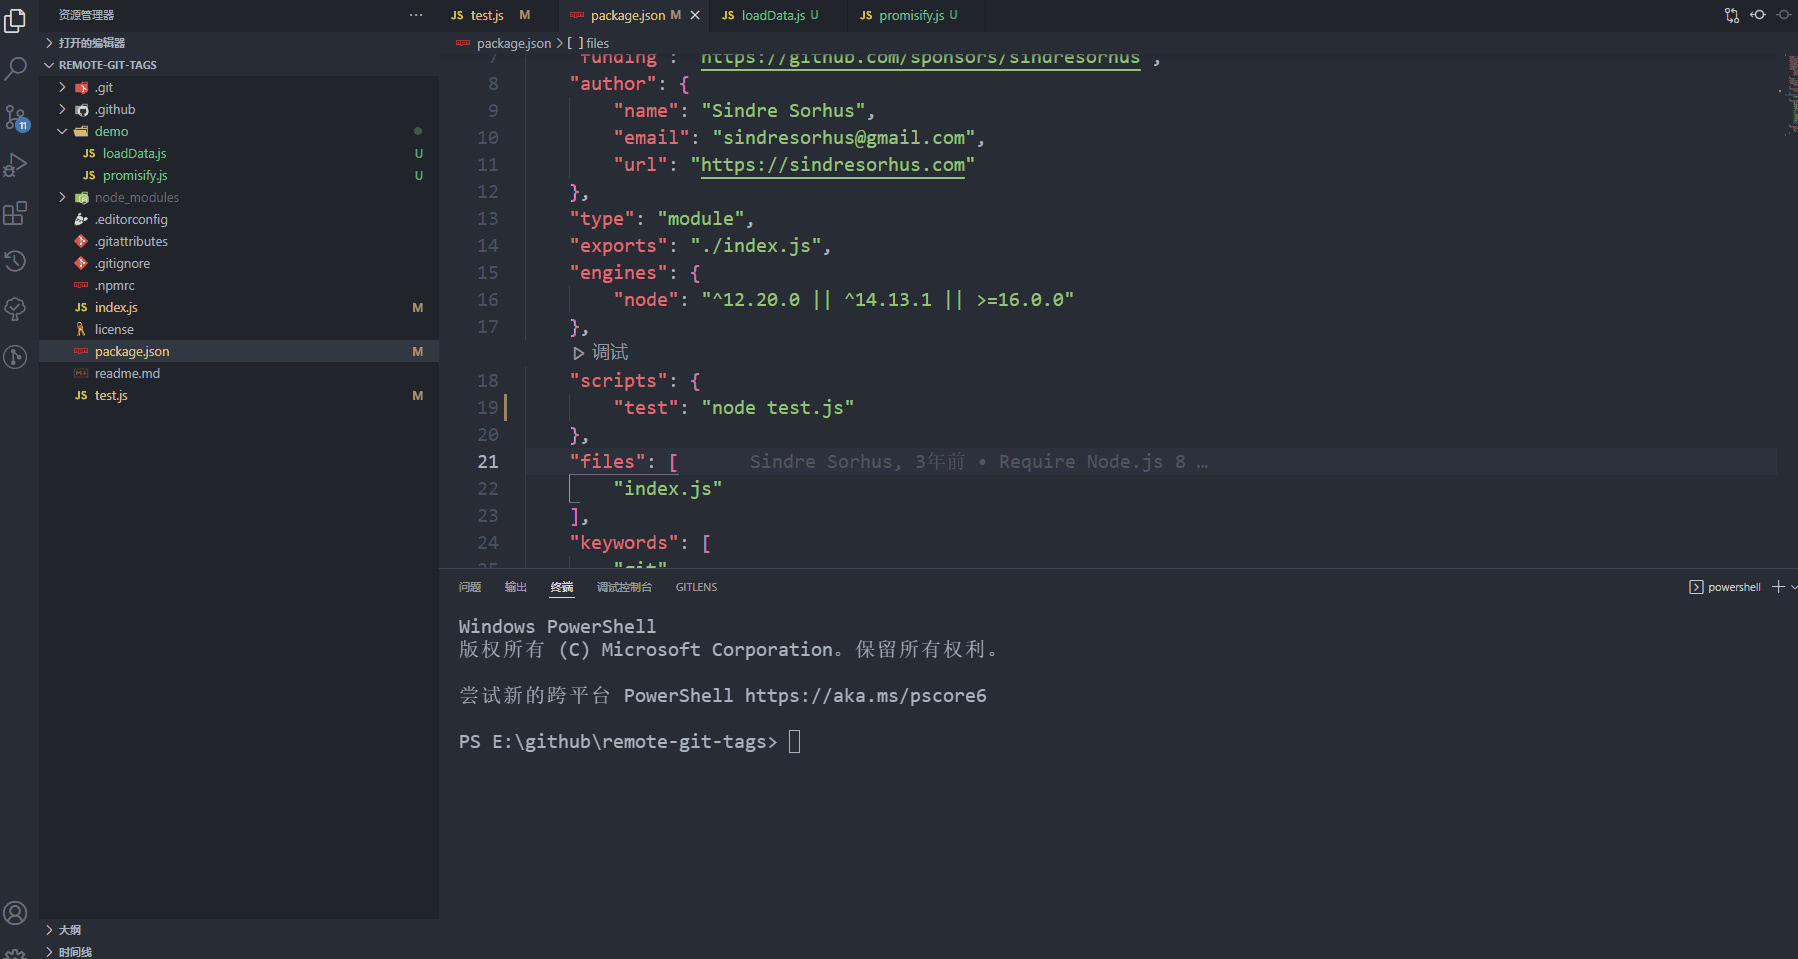 资源管理器 ···
JS test.js M
package.json M ×
JS loadData.js U
JS promisify.js U
打开的编辑器
REMOTE-GIT-TAGS
.git
.github
demo
JS loadData.js U
JS promisify.js U
node_modules
.editorconfig
.gitattributes
.gitignore
.npmrc
JS index.js M
license
package.json M
readme.md
JS test.js M
11
大纲
时间线
package.json > [ ] files
7 "funding": "https://github.com/sponsors/sindresorhus",
8 "author": {
9 "name": "Sindre Sorhus",
10 "email": "sindresorhus@gmail.com",
11 "url": "https://sindresorhus.com"
12 },
13 "type": "module",
14 "exports": "./index.js",
15 "engines": {
16 "node": "^12.20.0 || ^14.13.1 || >=16.0.0"
17 },
调试
18 "scripts": {
19 "test": "node test.js"
20 },
21 "files": [ Sindre Sorhus, 3年前 • Require Node.js 8 …
22 "index.js"
23 ],
24 "keywords": [
25 "git"
问题 输出 终端 调试控制台 GITLENS
powershell
Windows PowerShell
版权所有 (C) Microsoft Corporation。保留所有权利。
尝试新的跨平台 PowerShell https://aka.ms/pscore6
PS E:\github\remote-git-tags>